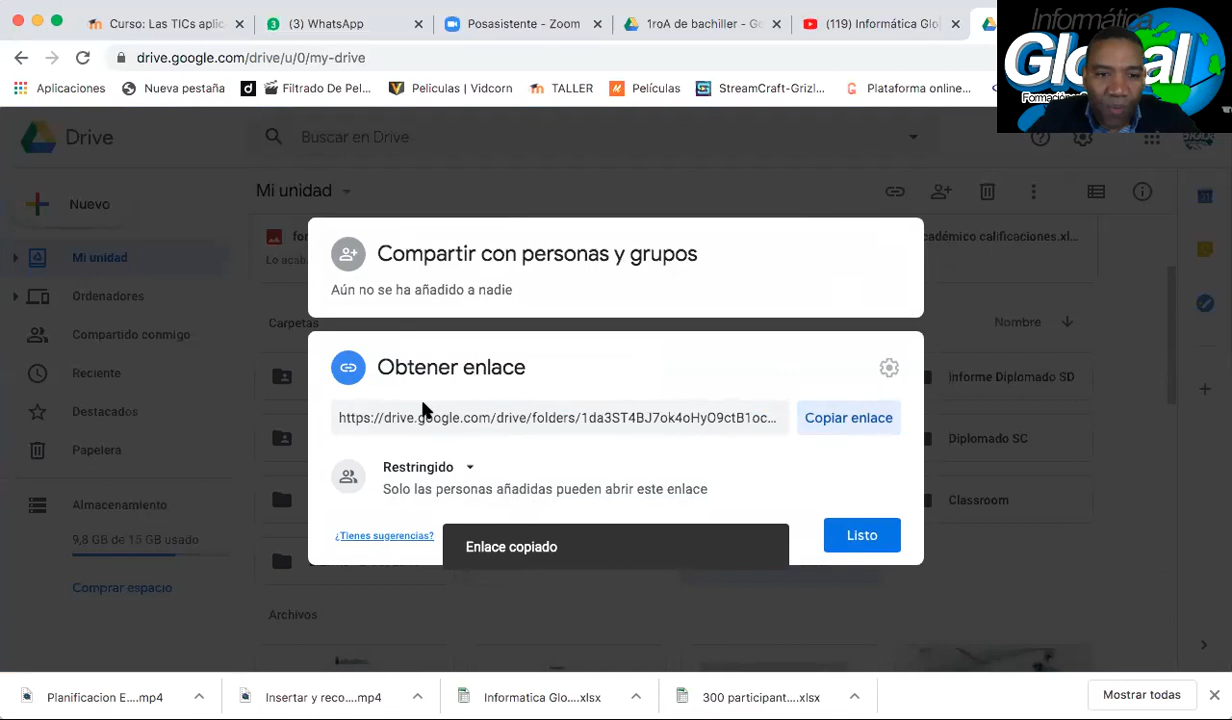 Curso: Las TICs aplic
(3) WhatsApp
Posasistente - Zoom
1roA de bachiller - Go
(119) Informática Glo
Informática
Global
drive.google.com/drive/u/0/my-drive
Aplicaciones
Nueva pestaña
Filtrado De Pel...
Peliculas | Vidcorn
TALLER
Películas
StreamCraft-Grizl...
Plataforma online...
Drive
Buscar en Drive
Nuevo
Mi unidad
Mi unidad
Ordenadores
Compartido conmigo
Reciente
Destacados
Papelera
Almacenamiento
9,8 GB de 15 GB usado
Comprar espacio
Lo acab
adémico calificaciones.xl...
Carpetas
Nombre
Informe Diplomado SD
Diplomado SC
Classroom
Archivos
Compartir con personas y grupos
Aún no se ha añadido a nadie
Obtener enlace
https://drive.google.com/drive/folders/1da3ST4BJ7ok4oHyO9ctB1oc...
Copiar enlace
Restringido
Solo las personas añadidas pueden abrir este enlace
¿Tienes sugerencias?
Enlace copiado
Listo
Planificacion E....mp4
Insertar y reco....mp4
Informatica Glo....xlsx
300 participant....xlsx
Mostrar todas